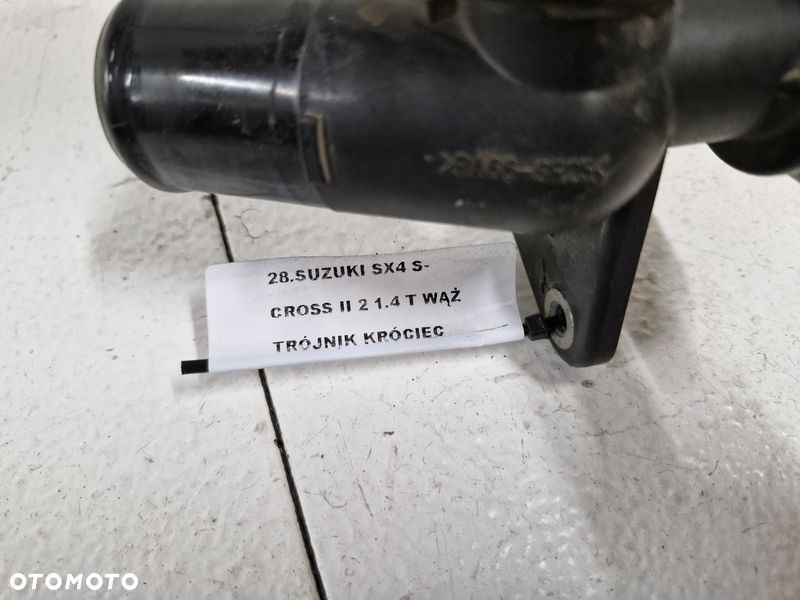 28.SUZUKI SX4 S-
CROSS II 2 1.4 T WĄŻ
TRÓJNIK KRÓCIEC
OTOMOTO